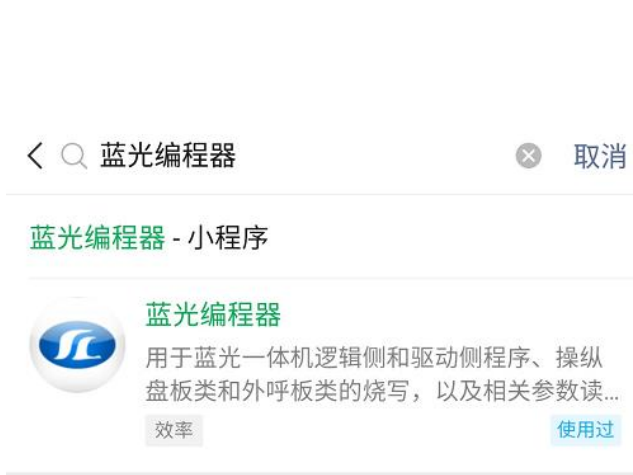 蓝光编程器 取消
蓝光编程器 - 小程序
蓝光编程器
用于蓝光一体机逻辑侧和驱动侧程序、操纵
盘板类和外呼板类的烧写，以及相关参数读...
效率 使用过